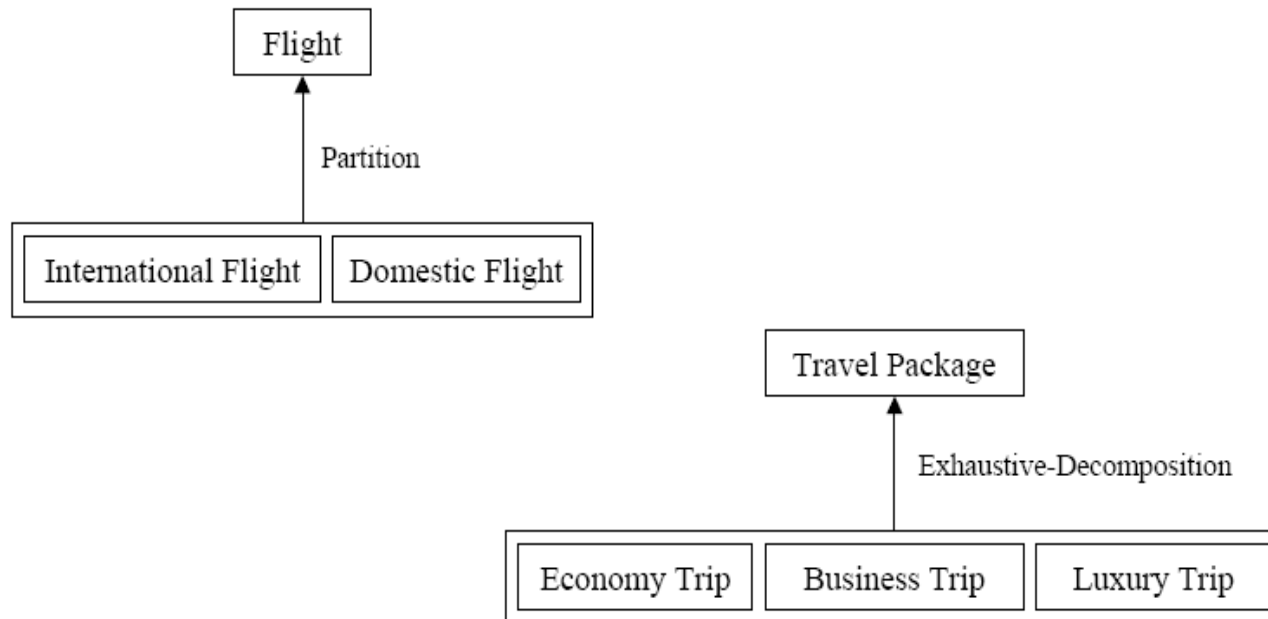 Flight
Partition
International Flight
Domestic Flight
Travel Package
Exhaustive-Decomposition
Economy Trip
Business Trip
Luxury Trip